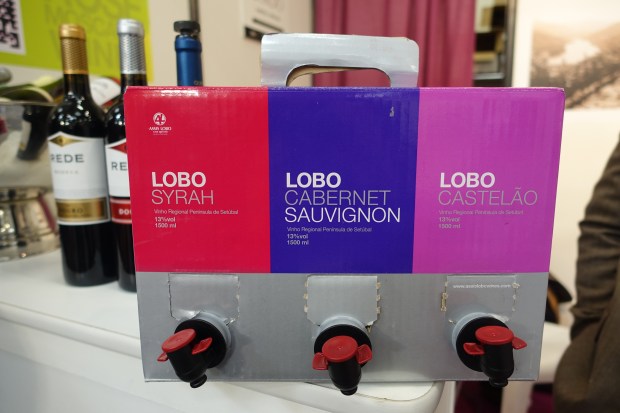 LOBO
SYRAH
Vinho Regional Península de Setúbal
13%vol
1500 ml
LOBO
CABERNET
SAUVIGNON
Vinho Regional Península de Setúbal
13%vol
1500 ml
LOBO
CASTELÃO
Vinho Regional Península de Setúbal
13%vol
1500 ml
REDE